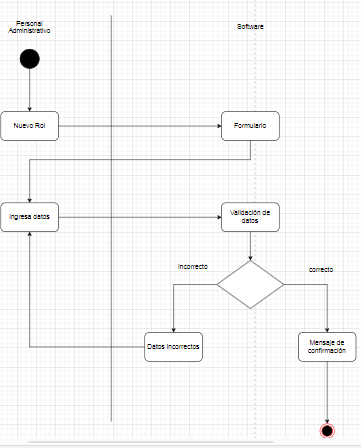 Personal
Administrativo
Software
Nuevo Rol
Formulario
Ingresa datos
Validación de
datos
Incorrecto
correcto
Datos Incorrectos
Mensaje de
confirmación